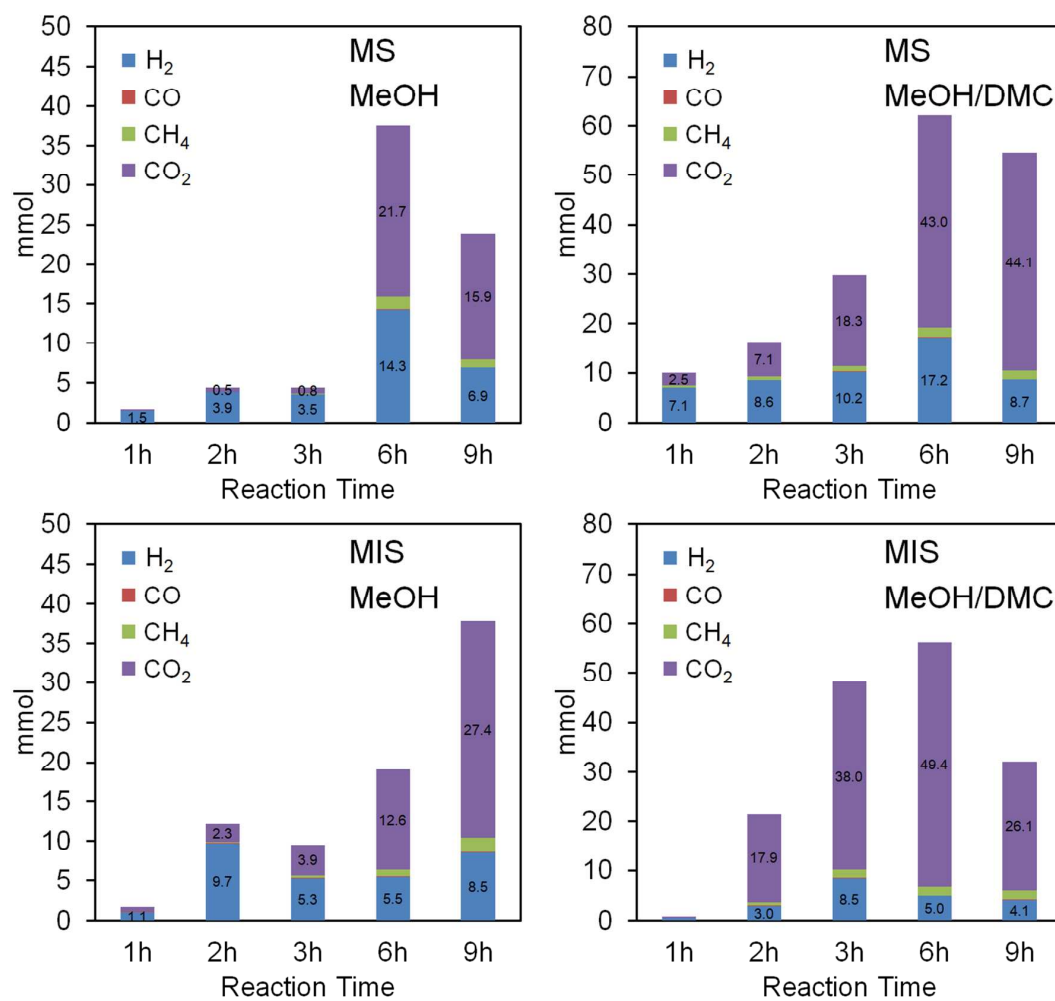 50
45
40
35
30
25
20
15
10
5
0
mmol
H₂
CO
CH₄
CO₂
MS
MeOH
1.5
0.5
3.9
0.8
3.5
21.7
14.3
15.9
6.9
1h 2h 3h 6h 9h
Reaction Time
80
70
60
50
40
30
20
10
0
mmol
H₂
CO
CH₄
CO₂
MS
MeOH/DMC
2.5
7.1
7.1
8.6
18.3
10.2
43.0
17.2
44.1
8.7
1h 2h 3h 6h 9h
Reaction Time
50
45
40
35
30
25
20
15
10
5
0
mmol
H₂
CO
CH₄
CO₂
MIS
MeOH
1.1
2.3
9.7
3.9
5.3
12.6
5.5
27.4
8.5
1h 2h 3h 6h 9h
Reaction Time
80
70
60
50
40
30
20
10
0
mmol
H₂
CO
CH₄
CO₂
MIS
MeOH/DMC
17.9
3.0
38.0
8.5
49.4
5.0
26.1
4.1
1h 2h 3h 6h 9h
Reaction Time